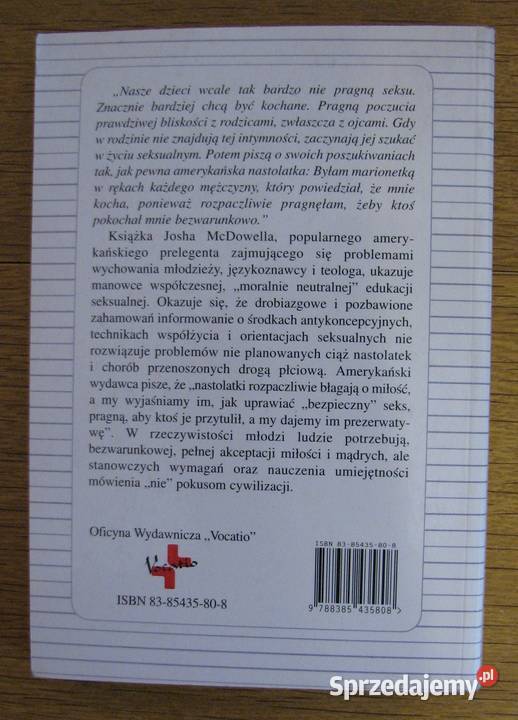 „Nasze dzieci wcale tak bardzo nie pragną seksu.
Znacznie bardziej chcą być kochane. Pragną poczucia
prawdziwej bliskości z rodzicami, zwłaszcza z ojcami. Gdy
w rodzinie nie znajdują tej intymności, zaczynają jej szukać
w życiu seksualnym. Potem piszą o swoich poszukiwaniach
tak, jak pewna amerykańska nastolatka: Byłam marionetką
w rękach każdego mężczyzny, który powiedział, że mnie
kocha, ponieważ rozpaczliwie pragnęłam, żeby ktoś
pokochał mnie bezwarunkowo.”
Książka Josha McDowella, popularnego amery-
kańskiego prelegenta zajmującego się problemami
wychowania młodzieży, językoznawcy i teologa, ukazuje
manowce współczesnej, „moralnie neutralnej” edukacji
seksualnej. Okazuje się, że drobiazgowe i pozbawione
zahamowań informowanie o środkach antykoncepcyjnych,
technikach współżycia i orientacjach seksualnych nie
rozwiązuje problemów nie planowanych ciąż nastolatek
i chorób przenoszonych drogą płciową. Amerykański
wydawca pisze, że „nastolatki rozpaczliwie błagają o miłość,
a my wyjaśniamy im, jak uprawiać „bezpieczny” seks,
pragną, aby ktoś je przytulił, a my dajemy im prezerwaty-
wę”. W rzeczywistości młodzi ludzie potrzebują,
bezwarunkowej, pełnej akceptacji miłości i mądrych, ale
stanowczych wymagań oraz nauczenia umiejętności
mówienia „nie” pokusom cywilizacji.
Oficyna Wydawnicza „Vocatio”
Vocatio
ISBN 83-85435-80-8
ISBN 83-85435-80-8
9 788385 435808 >
Sprzedajemy.pl